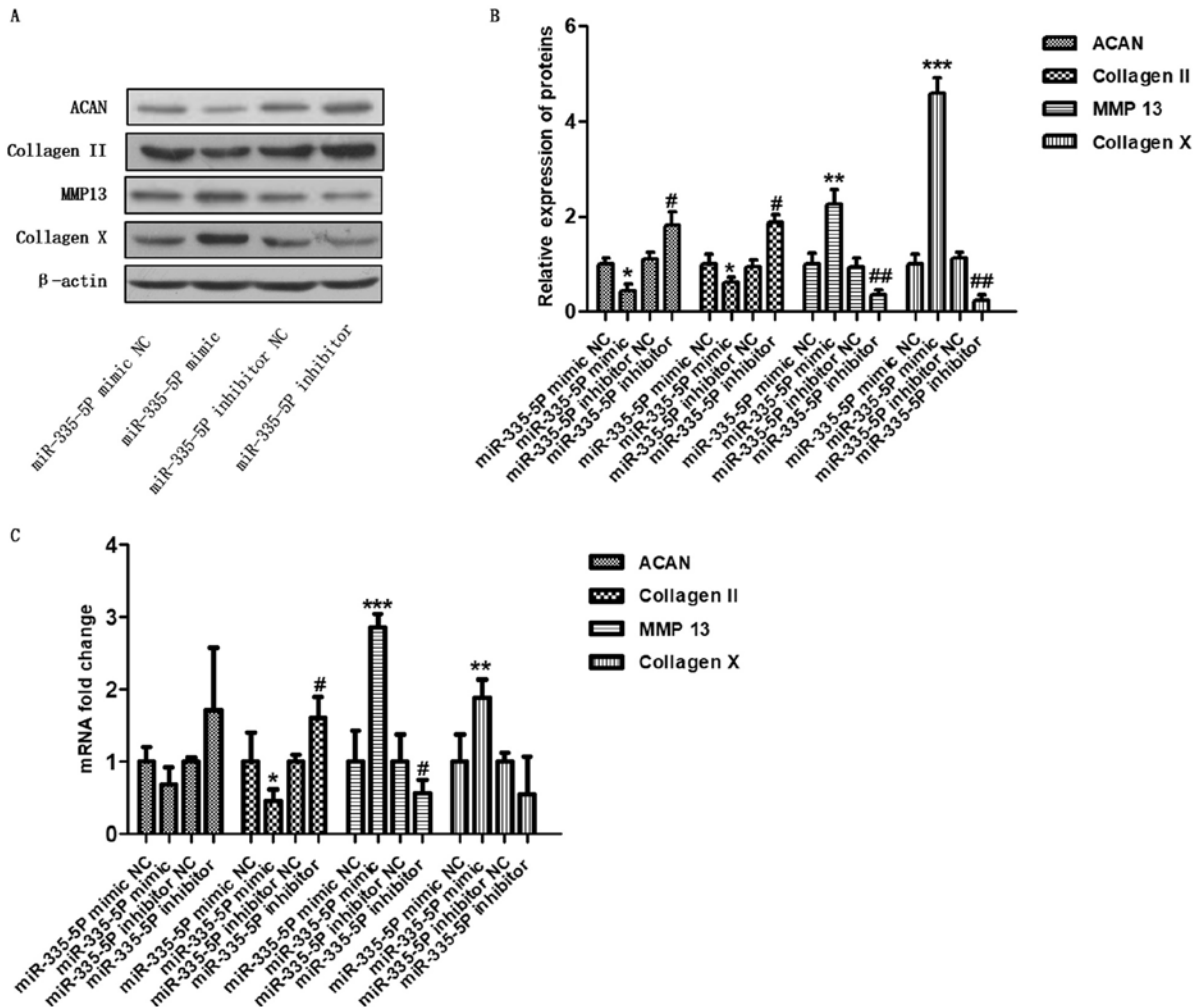 A
ACAN
Collagen II
MMP13
Collagen X
β-actin
miR-335-5P mimic NC
miR-335-5P mimic
miR-335-5P inhibitor NC
miR-335-5P inhibitor
B
Relative expression of proteins
6
4
2
0
*
#
*
#
**
##
***
##
miR-335-5P mimic NC
miR-335-5P mimic
miR-335-5P inhibitor NC
miR-335-5P inhibitor
miR-335-5P mimic NC
miR-335-5P mimic
miR-335-5P inhibitor NC
miR-335-5P inhibitor
miR-335-5P mimic NC
miR-335-5P mimic
miR-335-5P inhibitor NC
miR-335-5P inhibitor
miR-335-5P mimic NC
miR-335-5P mimic
miR-335-5P inhibitor NC
miR-335-5P inhibitor
ACAN
Collagen II
MMP 13
Collagen X
C
mRNA fold change
4
3
2
1
0
*
#
***
#
**
miR-335-5P mimic NC
miR-335-5P mimic
miR-335-5P inhibitor NC
miR-335-5P inhibitor
miR-335-5P mimic NC
miR-335-5P mimic
miR-335-5P inhibitor NC
miR-335-5P inhibitor
miR-335-5P mimic NC
miR-335-5P mimic
miR-335-5P inhibitor NC
miR-335-5P inhibitor
miR-335-5P mimic NC
miR-335-5P mimic
miR-335-5P inhibitor NC
miR-335-5P inhibitor
ACAN
Collagen II
MMP 13
Collagen X